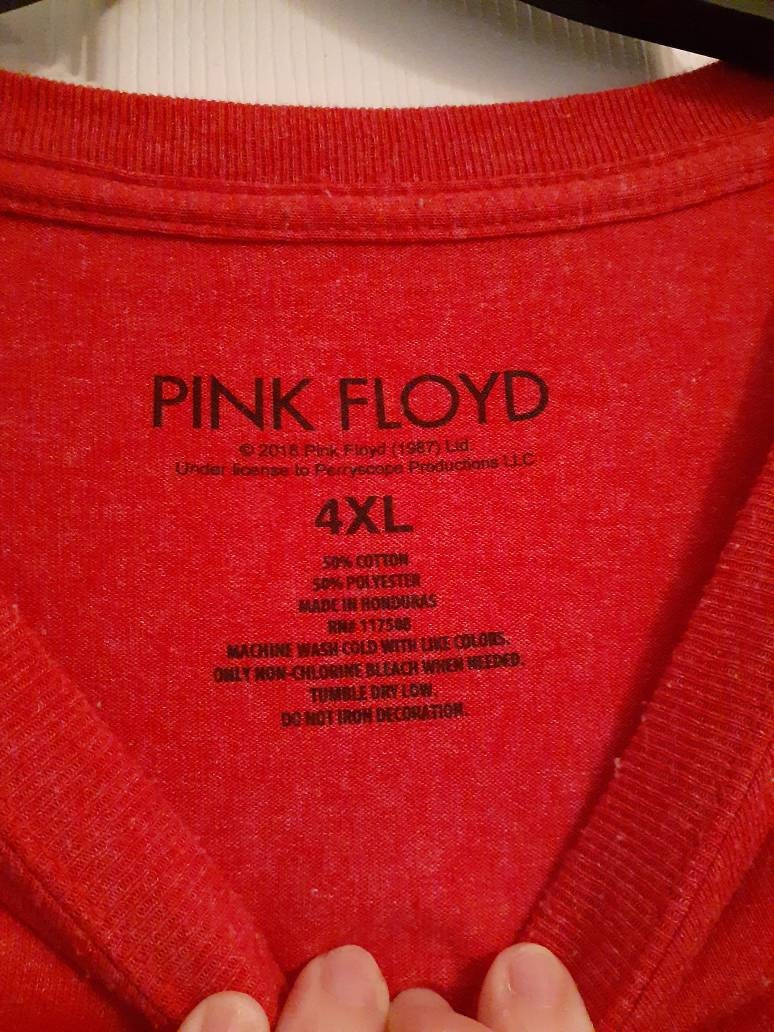 PINK FLOYD
© 2018 Pink Floyd (1987) Ltd
Under license to Perryscope Productions LLC
4XL
50% COTTON
50% POLYESTER
MADE IN HONDURAS
RN# 117508
MACHINE WASH COLD WITH LIKE COLORS.
ONLY NON-CHLORINE BLEACH WHEN NEEDED.
TUMBLE DRY LOW.
DO NOT IRON DECORATION.